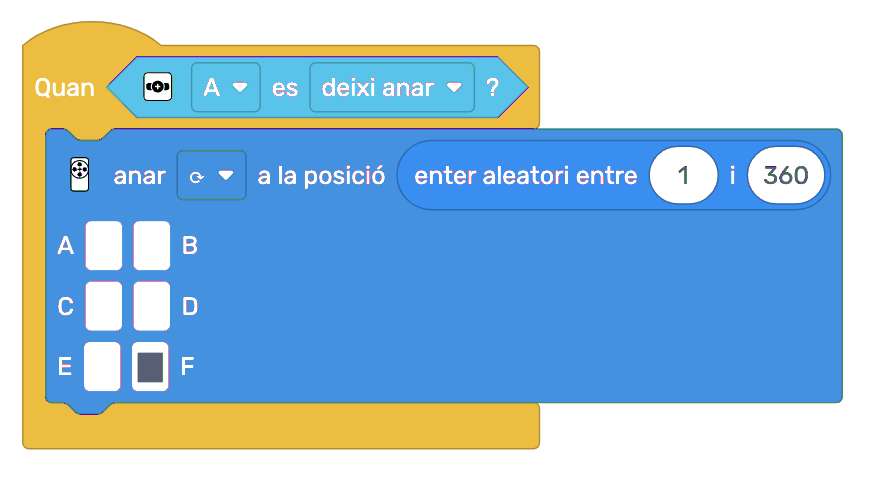 Quan A es deixi anar ?
anar ⟳ a la posició enter aleatori entre 1 i 360
A B
C D
E F